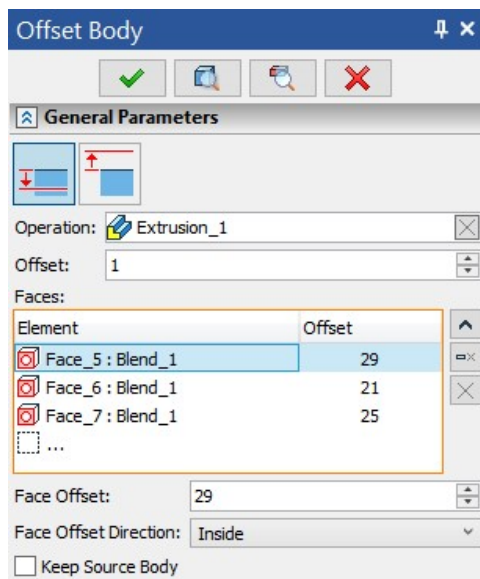 Offset Body
General Parameters
Operation: Extrusion_1
Offset: 1
Faces:
Element Offset
Face_5 : Blend_1 29
Face_6 : Blend_1 21
Face_7 : Blend_1 25
...
Face Offset: 29
Face Offset Direction: Inside
Keep Source Body